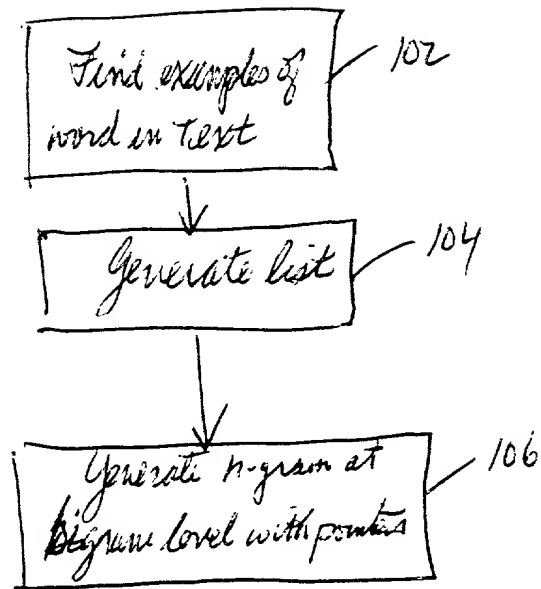 Find examples of
word in Text
102
Generate list
104
Generate n-gram at
bigram level with pointers
106